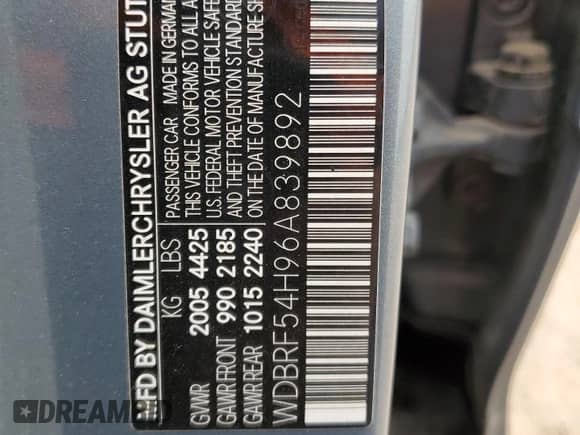 MFD BY DAIMLERCHRYSLER AG STUT
PASSENGER CAR MADE IN GERMAN
THIS VEHICLE CONFORMS TO ALL A
U.S. FEDERAL MOTOR VEHICLE SAFE
AND THEFT PREVENTION STANDARD
ON THE DATE OF MANUFACTURE SH
KG LBS
GVWR 2005 4425
GAWR FRONT 990 2185
GAWR REAR 1015 2240
WDBRF54H96A839892
DREAMBID